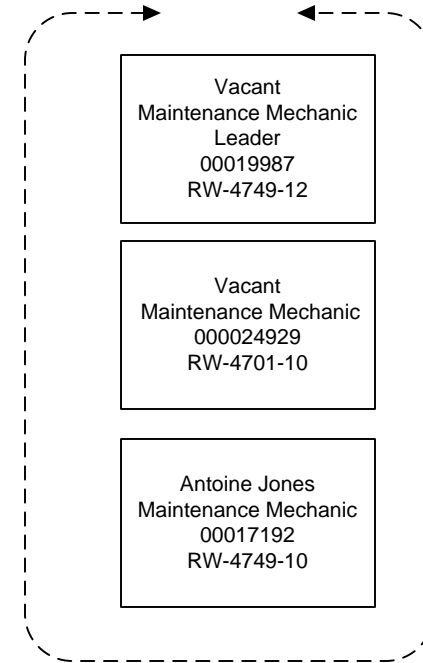 Vacant
Maintenance Mechanic
Leader
00019987
RW-4749-12
Vacant
Maintenance Mechanic
000024929
RW-4701-10
Antoine Jones
Maintenance Mechanic
00017192
RW-4749-10